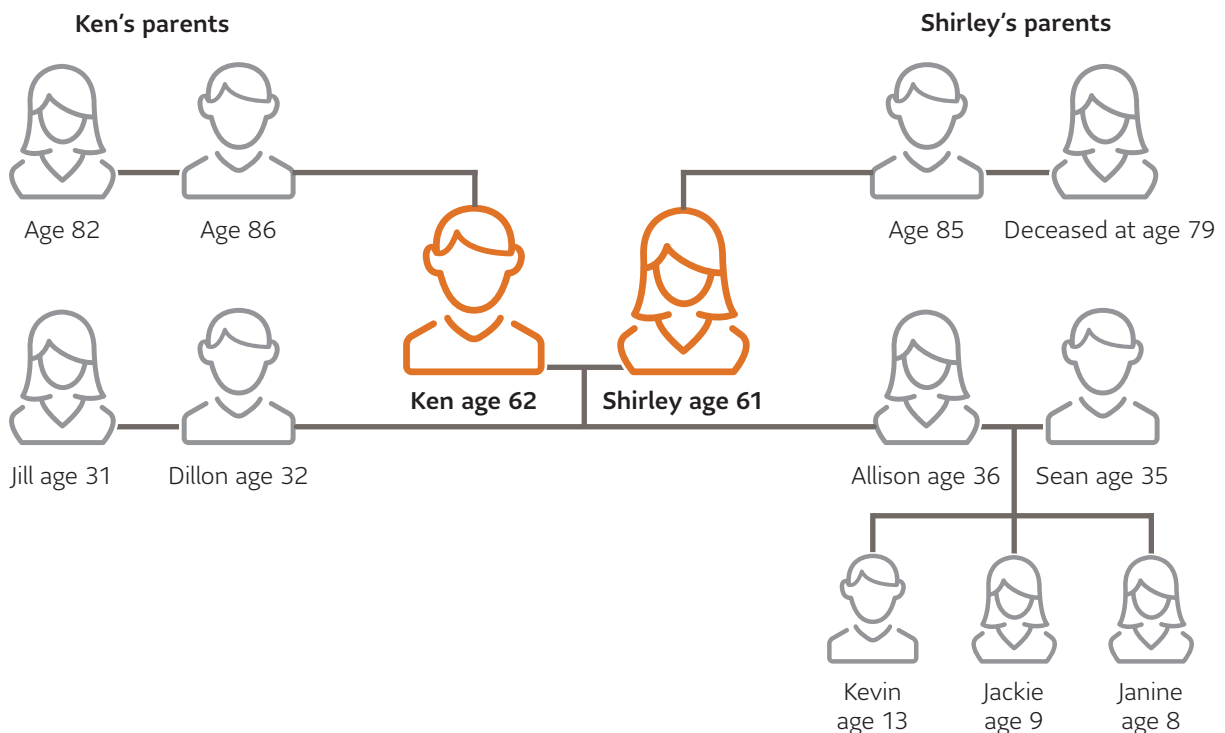 Ken's parents
Shirley’s parents
Age 82
Age 86
Age 85
Deceased at age 79
Ken age 62
Shirley age 61
Jill age 31
Dillon age 32
Allison age 36
Sean age 35
Kevin
age 13
Jackie
age 9
Janine
age 8